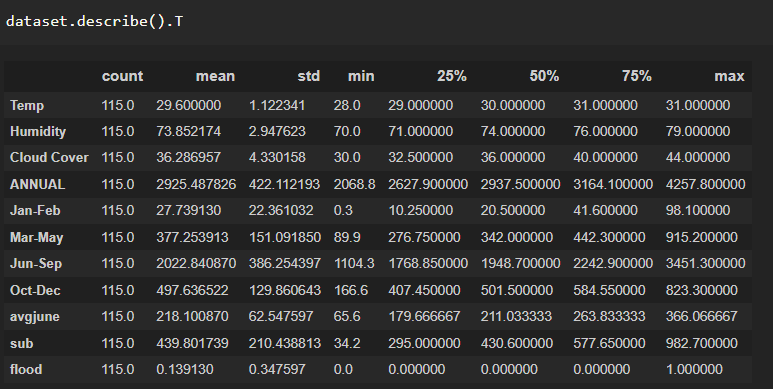 dataset.describe().T
count mean std min 25% 50% 75% max
Temp 115.0 29.600000 1.122341 28.0 29.000000 30.000000 31.000000 31.000000
Humidity 115.0 73.852174 2.947623 70.0 71.000000 74.000000 76.000000 79.000000
Cloud Cover 115.0 36.286957 4.330158 30.0 32.500000 36.000000 40.000000 44.000000
ANNUAL 115.0 2925.487826 422.112193 2068.8 2627.900000 2937.500000 3164.100000 4257.800000
Jan-Feb 115.0 27.739130 22.361032 0.3 10.250000 20.500000 41.600000 98.100000
Mar-May 115.0 377.253913 151.091850 89.9 276.750000 342.000000 442.300000 915.200000
Jun-Sep 115.0 2022.840870 386.254397 1104.3 1768.850000 1948.700000 2242.900000 3451.300000
Oct-Dec 115.0 497.636522 129.860643 166.6 407.450000 501.500000 584.550000 823.300000
avgjune 115.0 218.100870 62.547597 65.6 179.666667 211.033333 263.833333 366.066667
sub 115.0 439.801739 210.438813 34.2 295.000000 430.600000 577.650000 982.700000
flood 115.0 0.139130 0.347597 0.0 0.000000 0.000000 0.000000 1.000000